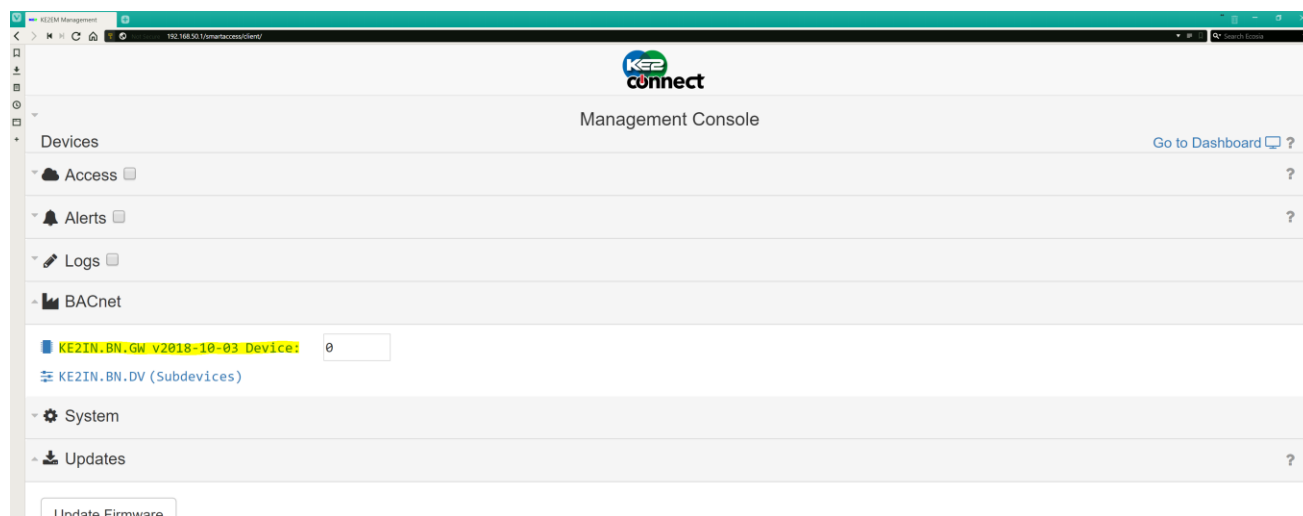 KE2EM Management
192.168.50.1/smartaccess/client/
Search Ecosia
KE2
connect
Management Console
Devices
Go to Dashboard ?
Access ?
Alerts ?
Logs
BACnet
KE2IN.BN.GW v2018-10-03 Device: 0
KE2IN.BN.DV (Subdevices)
System
Updates ?
Update Firmware